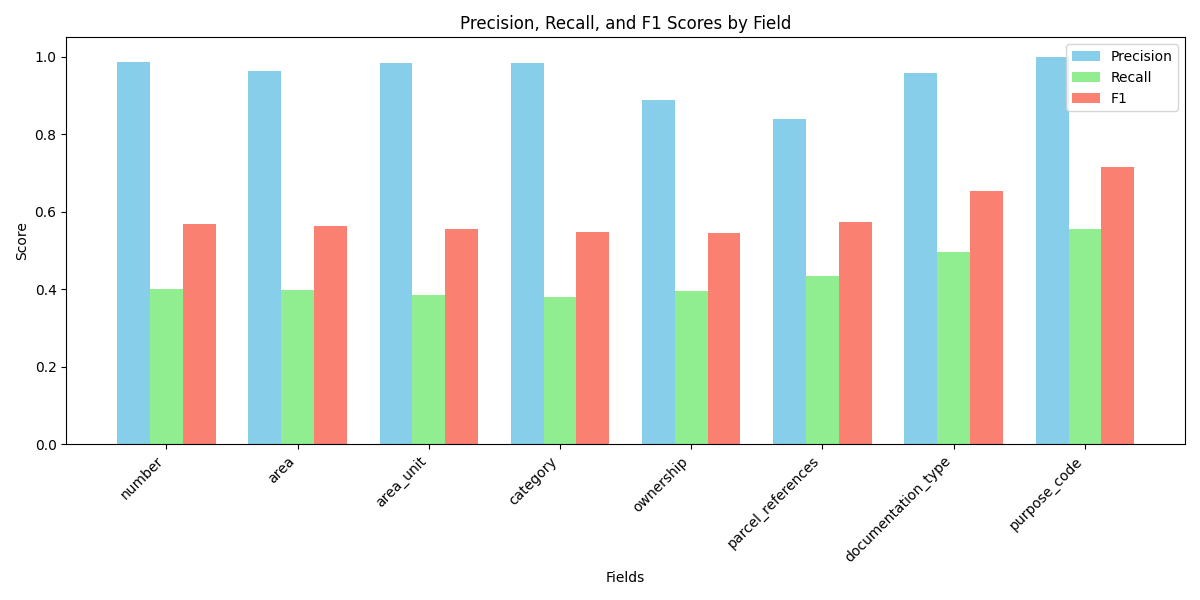 Precision, Recall, and F1 Scores by Field
Precision
Recall
F1
Score
1.0
0.8
0.6
0.4
0.2
0.0
number
area
area_unit
category
ownership
parcel_references
documentation_type
purpose_code
Fields